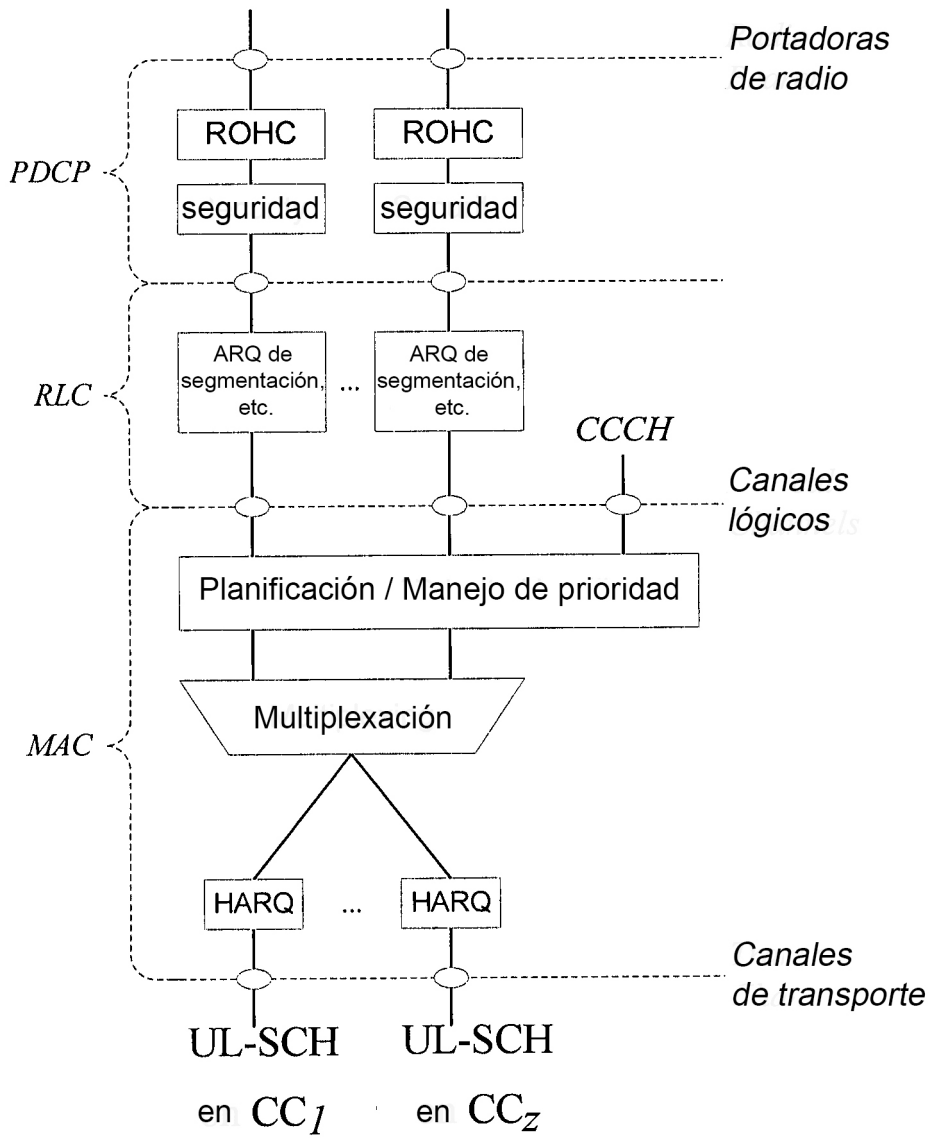 Portadoras
de radio
ROHC ROHC
PDCP
seguridad seguridad
ARQ de
segmentación,
etc.
...
ARQ de
segmentación,
etc.
RLC
CCCH
Canales
lógicos
Planificación / Manejo de prioridad
Multiplexación
MAC
HARQ ... HARQ
Canales
de transporte
UL-SCH UL-SCH
en CC1 en CCz